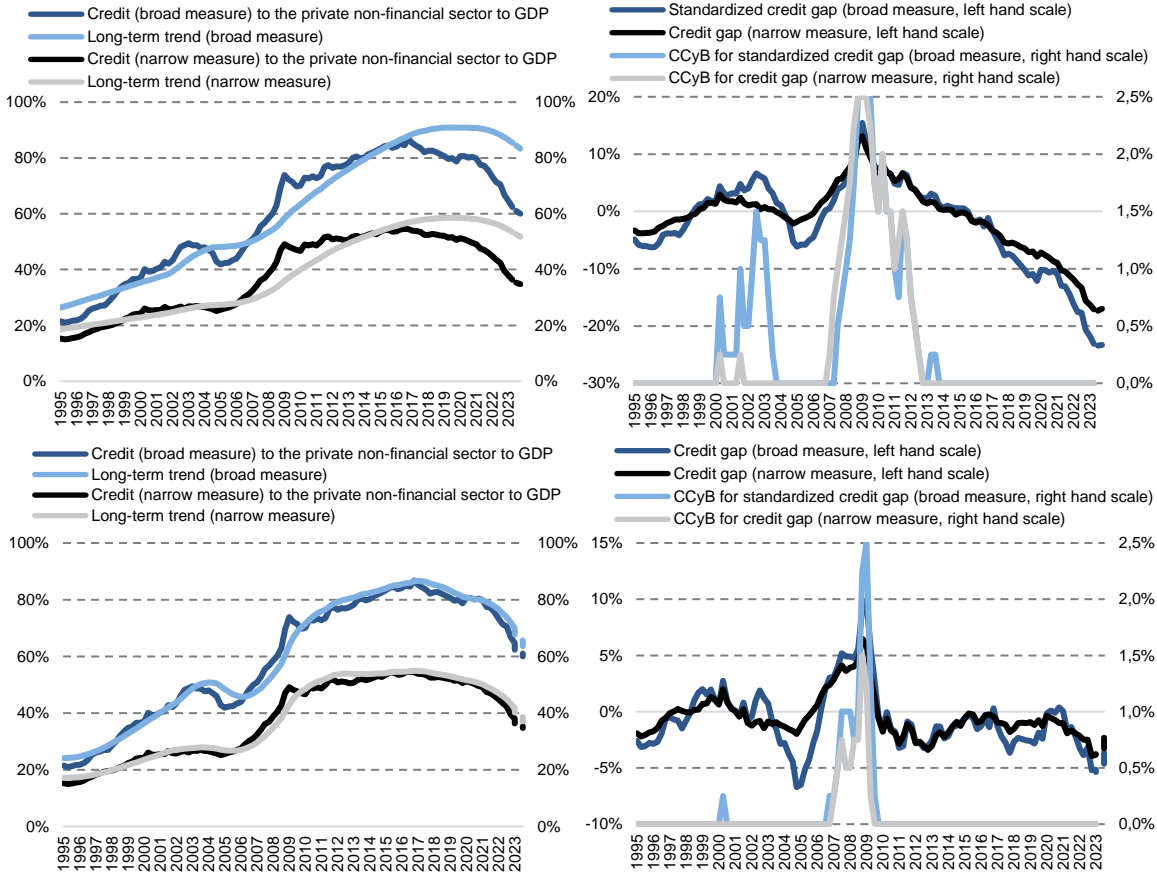 Credit (broad measure) to the private non-financial sector to GDP
Long-term trend (broad measure)
Credit (narrow measure) to the private non-financial sector to GDP
Long-term trend (narrow measure)
100% 100%
80% 80%
60% 60%
40% 40%
20% 20%
0% 0%
1995 1996 1997 1998 1999 2000 2001 2002 2003 2004 2005 2006 2007 2008 2009 2010 2011 2012 2013 2014 2015 2016 2017 2018 2019 2020 2021 2022 2023
Standardized credit gap (broad measure, left hand scale)
Credit gap (narrow measure, left hand scale)
CCyB for standardized credit gap (broad measure, right hand scale)
CCyB for credit gap (narrow measure, right hand scale)
20% 2,5%
10% 2,0%
0% 1,5%
-10% 1,0%
-20% 0,5%
-30% 0,0%
1995 1996 1997 1998 1999 2000 2001 2002 2003 2004 2005 2006 2007 2008 2009 2010 2011 2012 2013 2014 2015 2016 2017 2018 2019 2020 2021 2022 2023
Credit (broad measure) to the private non-financial sector to GDP
Long-term trend (broad measure)
Credit (narrow measure) to the private non-financial sector to GDP
Long-term trend (narrow measure)
100% 100%
80% 80%
60% 60%
40% 40%
20% 20%
0% 0%
1995 1996 1997 1998 1999 2000 2001 2002 2003 2004 2005 2006 2007 2008 2009 2010 2011 2012 2013 2014 2015 2016 2017 2018 2019 2020 2021 2022 2023
Credit gap (broad measure, left hand scale)
Credit gap (narrow measure, left hand scale)
CCyB for standardized credit gap (broad measure, right hand scale)
CCyB for credit gap (narrow measure, right hand scale)
15% 2,5%
10% 2,0%
5% 1,5%
0% 1,0%
-5% 0,5%
-10% 0,0%
1995 1996 1997 1998 1999 2000 2001 2002 2003 2004 2005 2006 2007 2008 2009 2010 2011 2012 2013 2014 2015 2016 2017 2018 2019 2020 2021 2022 2023